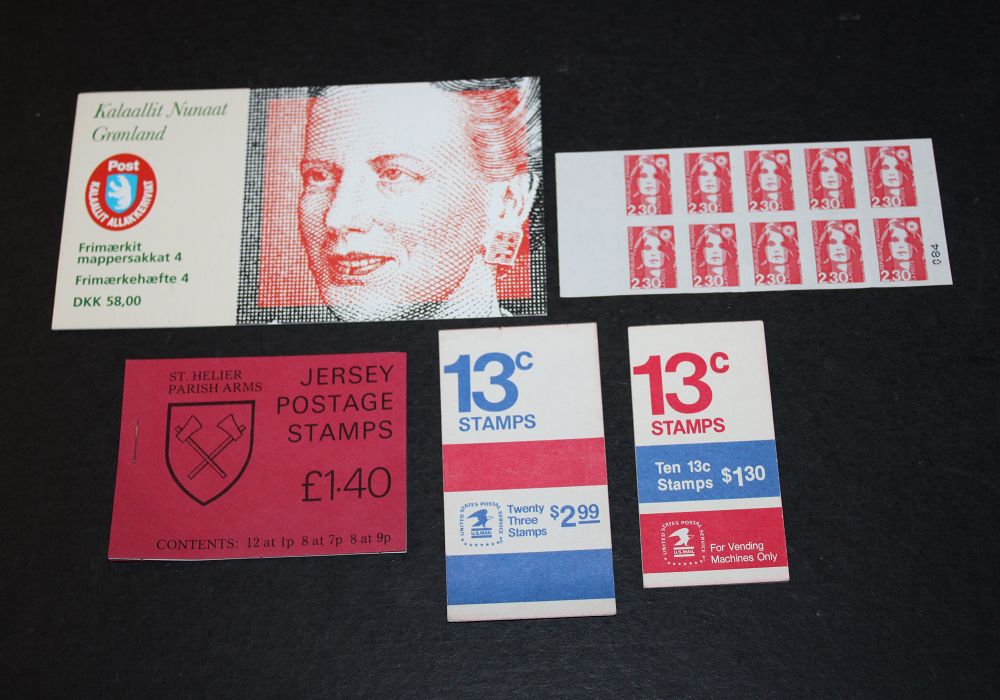 Kalaallit Nunaat
Grønland
Post
KALAALLIT ALLAKKERIVIAT
Frimærkit
mappersakkat 4
Frimærkehæfte 4
DKK 58,00
2.30 2.30 2.30 2.30 2.30
2.30 2.30 2.30 2.30 2.30
084
ST. HELIER
PARISH ARMS
JERSEY
POSTAGE
STAMPS
£1·40
CONTENTS: 12 at 1p 8 at 7p 8 at 9p
13c
STAMPS
UNITED STATES POSTAL SERVICE
U.S.MAIL
Twenty
Three
Stamps
$2.99
13c
STAMPS
Ten 13c
Stamps
$1.30
UNITED STATES POSTAL SERVICE
U.S.MAIL
For Vending
Machines Only